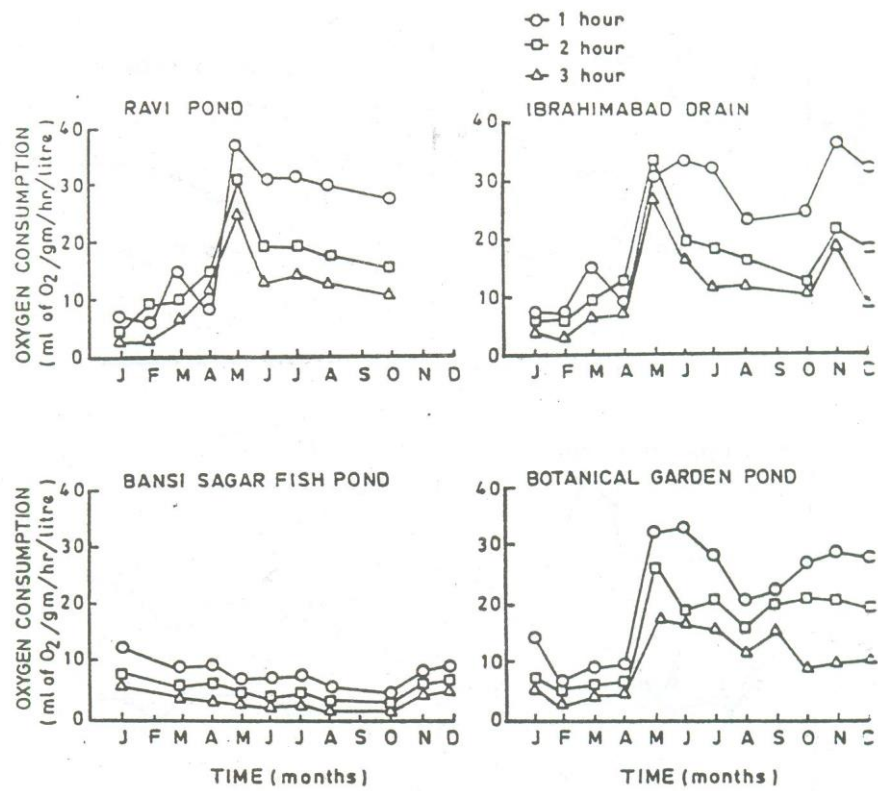 1 hour
2 hour
3 hour
RAVI POND
IBRAHIMABAD DRAIN
OXYGEN CONSUMPTION
(ml of O2/gm/hr/litre)
40
30
20
10
0
J F M A M J J A S O N D
40
30
20
10
0
J F M A M J J A S O N C
BANSI SAGAR FISH POND
BOTANICAL GARDEN POND
OXYGEN CONSUMPTION
(ml of O2/gm/hr/litre)
40
30
20
10
0
J F M A M J J A S O N D
TIME (months)
40
30
20
10
0
J F M A M J J A S O N C
TIME (months)